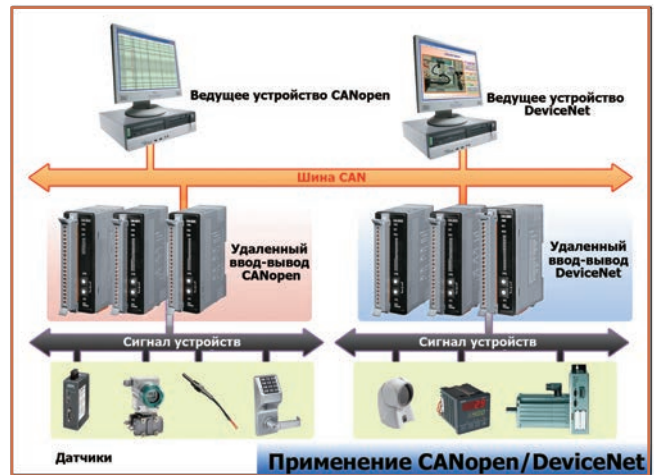 Ведущее устройство CANopen
Ведущее устройство
DeviceNet
Шина CAN
Удаленный
ввод-вывод
CANopen
Удаленный
ввод-вывод
DeviceNet
Сигнал устройств
Сигнал устройств
Датчики
Применение CANopen/DeviceNet